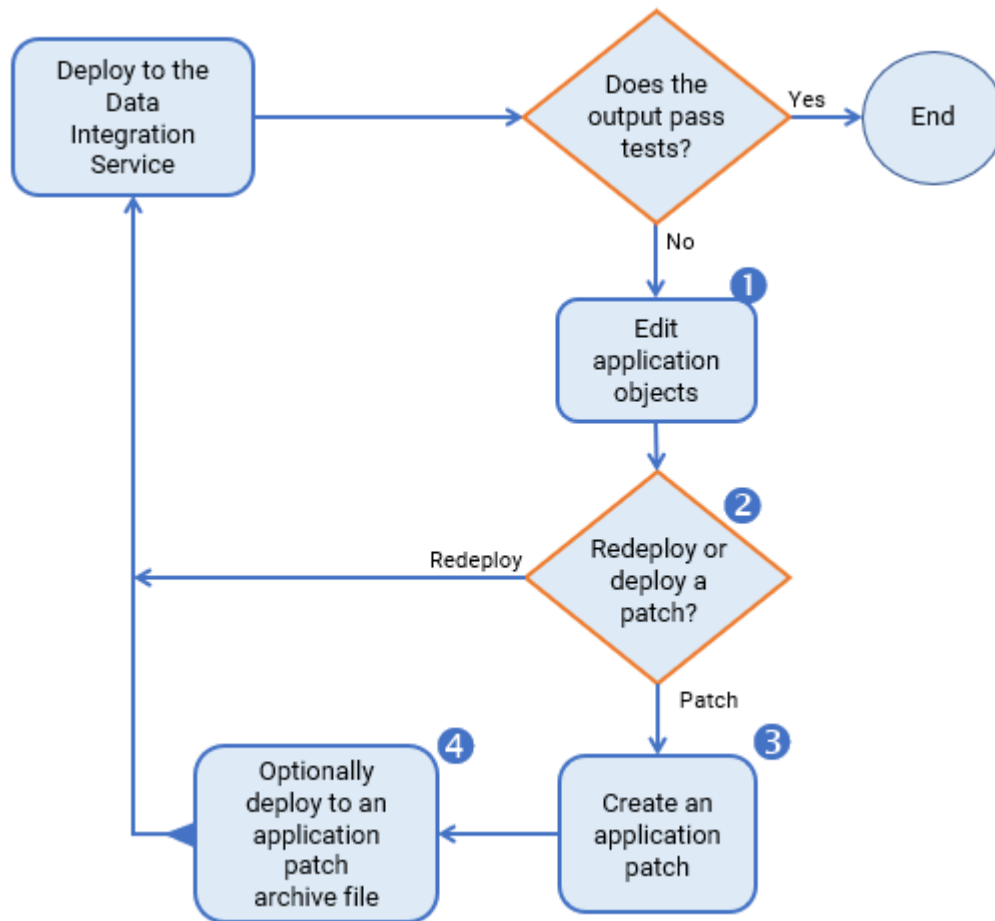 Deploy to the
Data
Integration
Service
Does the
output pass
tests?
Yes
End
No
1
Edit
application
objects
2
Redeploy or
deploy a
patch?
Redeploy
Patch
3
Create an
application
patch
4
Optionally
deploy to an
application
patch
archive file